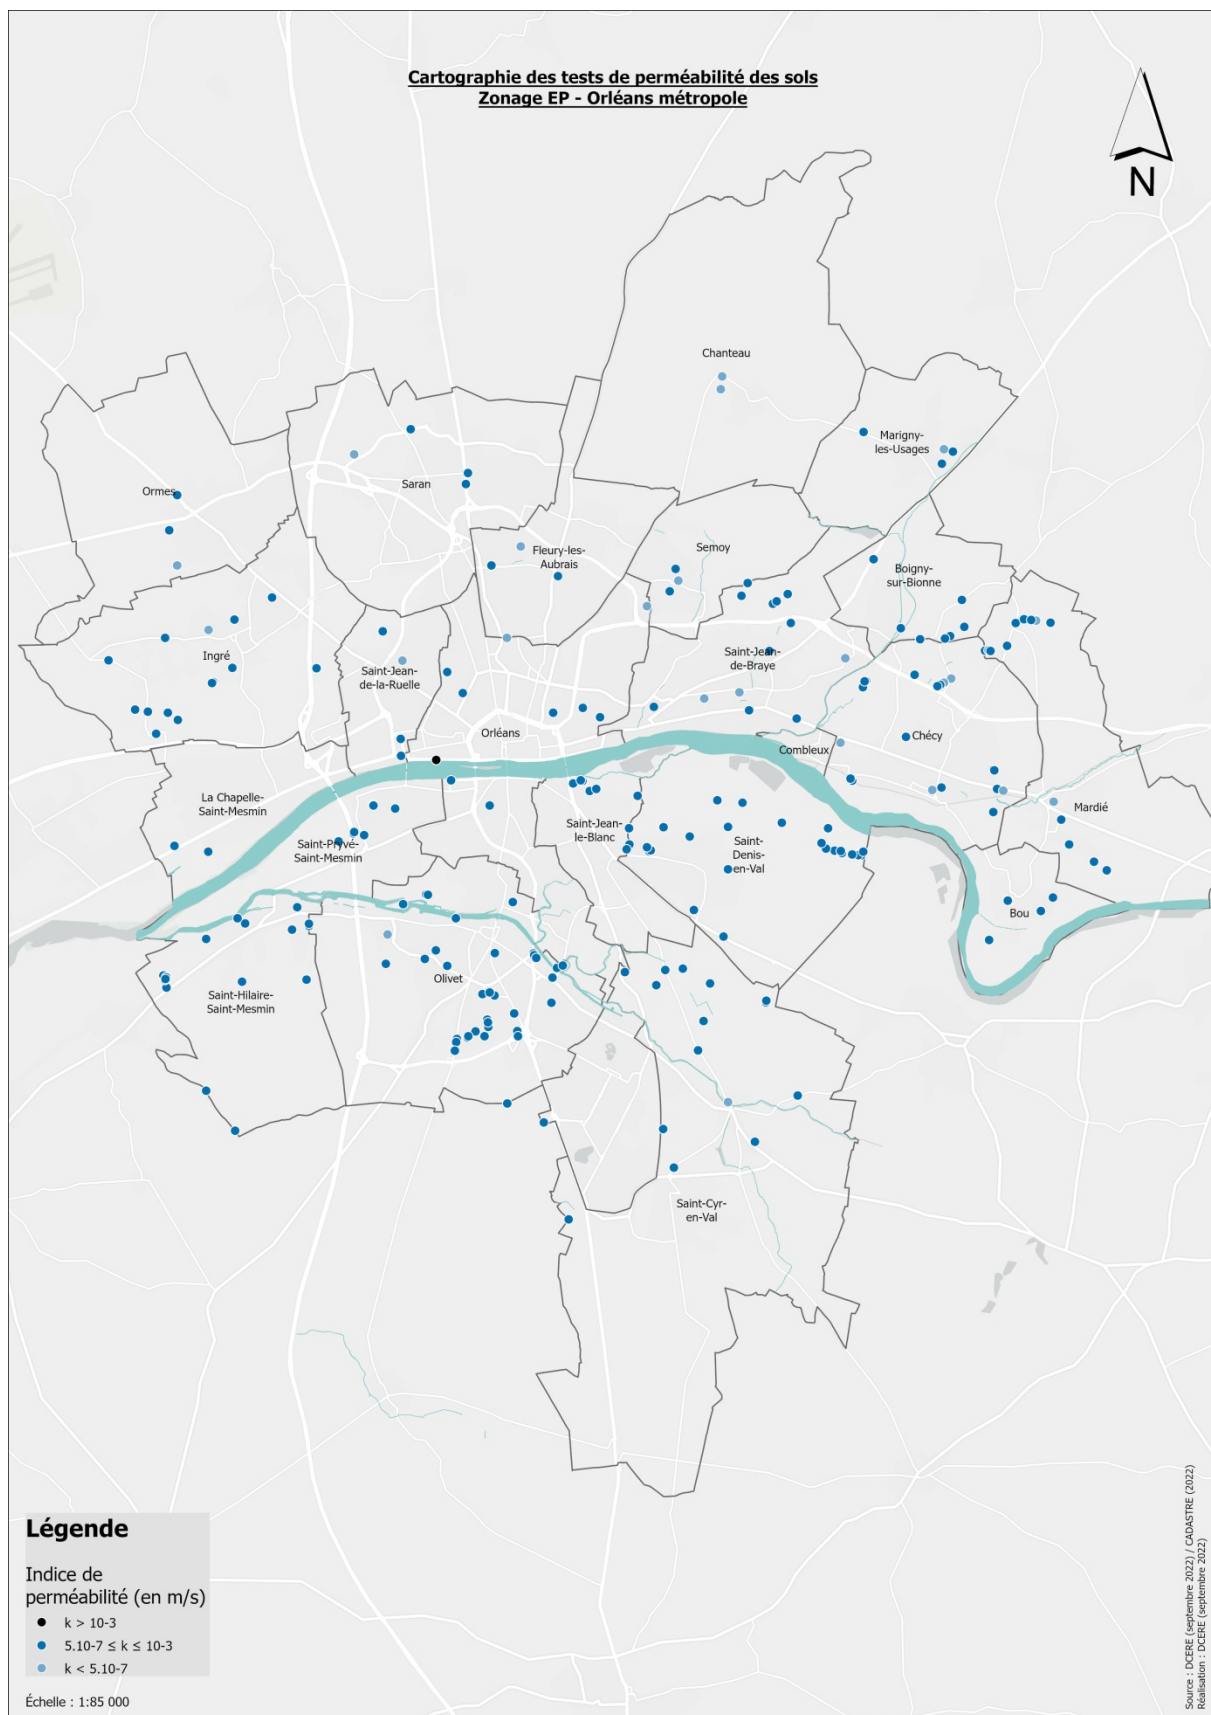 Cartographie des tests de perméabilité des sols
Zonage EP - Orléans métropole
N
Chanteau
Marigny-
les-Usages
Ormes
Saran
Fleury-les-
Aubrais
Semoy
Boigny-
sur-Bionne
Ingré
Saint-Jean-
de-la-Ruelle
Saint-Jean-
de-Braye
Orléans
Combleux
Chécy
La Chapelle-
Saint-Mesmin
Mardié
Saint-Jean-
le-Blanc
Saint-Pryvé-
Saint-Mesmin
Saint-
Denis-
en-Val
Bou
Olivet
Saint-Hilaire-
Saint-Mesmin
Saint-Cyr-
en-Val
Légende
Indice de
perméabilité (en m/s)
k > 10-3
5.10-7 ≤ k ≤ 10-3
k < 5.10-7
Échelle : 1:85 000
Source : DCERE (septembre 2022) / CADASTRE (2022)
Réalisation : DCERE (septembre 2022)